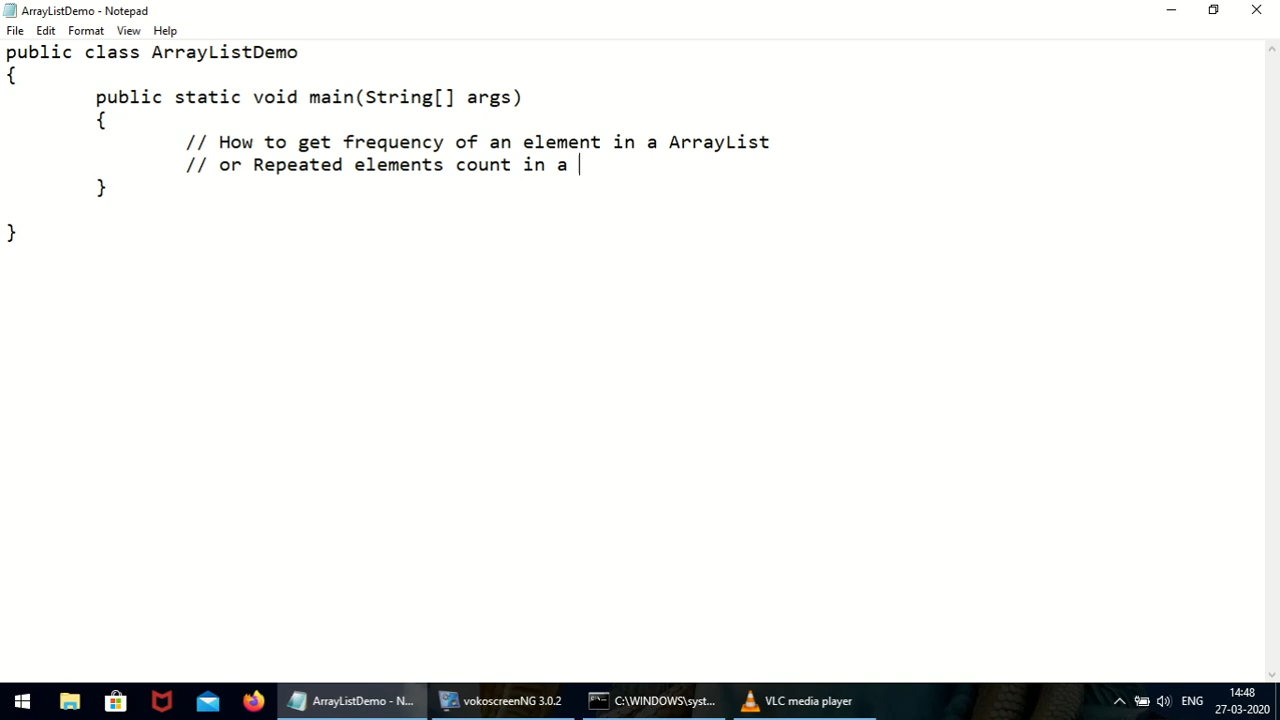 ArrayListDemo - Notepad
File Edit Format View Help
public class ArrayListDemo
{
public static void main(String[] args)
{
// How to get frequency of an element in a ArrayList
// or Repeated elements count in a
}
}
ArrayListDemo - N...
vokoscreenNG 3.0.2
C:\WINDOWS\syst...
VLC media player
ENG
14:48
27-03-2020